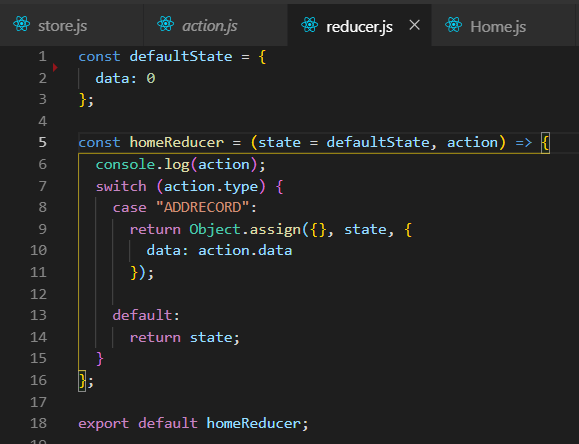 store.js action.js reducer.js × Home.js
1 const defaultState = {
2 data: 0
3 };
4
5 const homeReducer = (state = defaultState, action) => {
6 console.log(action);
7 switch (action.type) {
8 case "ADDRECORD":
9 return Object.assign({}, state, {
10 data: action.data
11 });
12
13 default:
14 return state;
15 }
16 };
17
18 export default homeReducer;